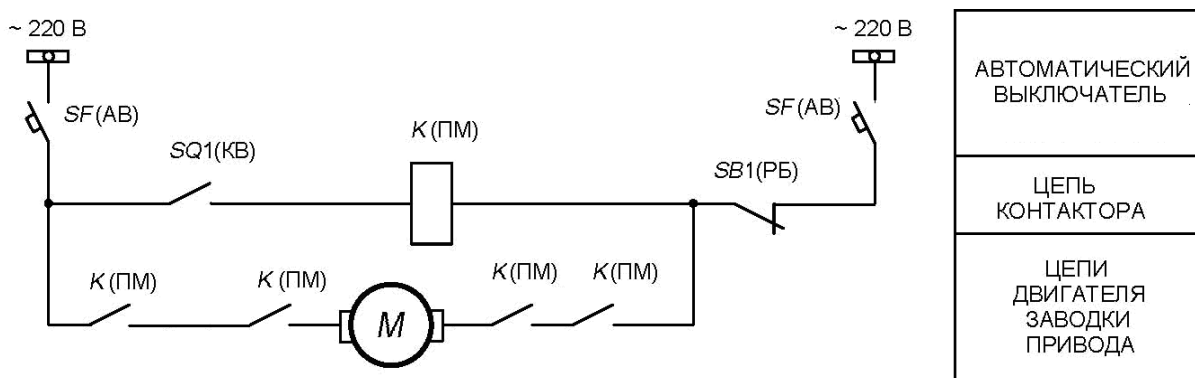 ~ 220 В
~ 220 В
SF(АВ)
SF(АВ)
К(ПМ)
SQ1(КВ)
SB1(РБ)
К(ПМ)
К(ПМ)
К(ПМ)
К(ПМ)
М
АВТОМАТИЧЕСКИЙ
ВЫКЛЮЧАТЕЛЬ
ЦЕПЬ
КОНТАКТОРА
ЦЕПИ
ДВИГАТЕЛЯ
ЗАВОДКИ
ПРИВОДА